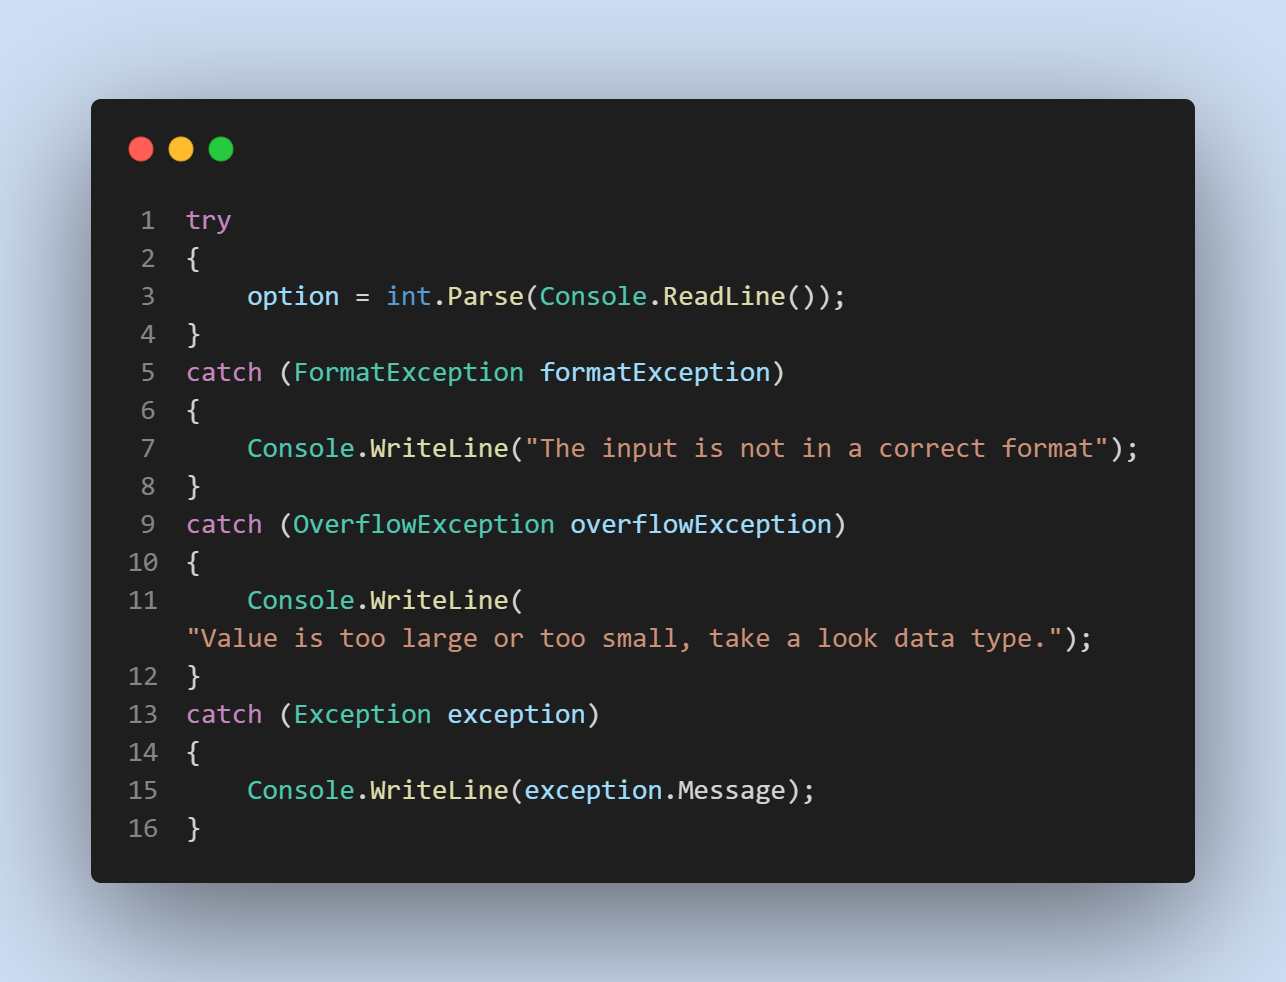 1 try
2 {
3     option = int.Parse(Console.ReadLine());
4 }
5 catch (FormatException formatException)
6 {
7     Console.WriteLine("The input is not in a correct format");
8 }
9 catch (OverflowException overflowException)
10 {
11     Console.WriteLine(
"Value is too large or too small, take a look data type.");
12 }
13 catch (Exception exception)
14 {
15     Console.WriteLine(exception.Message);
16 }